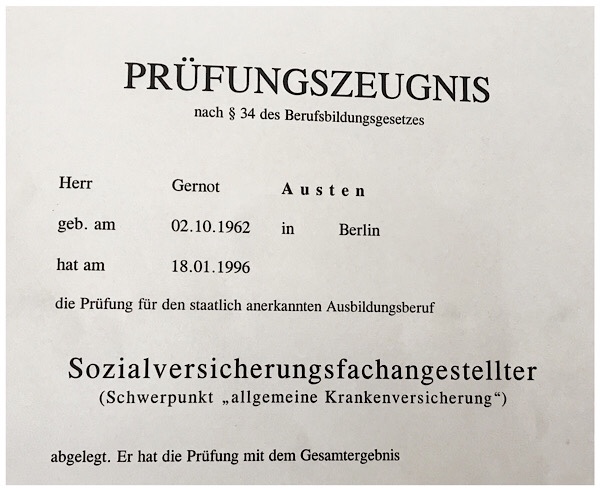 PRÜFUNGSZEUGNIS
nach § 34 des Berufsbildungsgesetzes
Herr Gernot Austen
geb. am 02.10.1962 in Berlin
hat am 18.01.1996
die Prüfung für den staatlich anerkannten Ausbildungsberuf
Sozialversicherungsfachangestellter
(Schwerpunkt „allgemeine Krankenversicherung“)
abgelegt. Er hat die Prüfung mit dem Gesamtergebnis